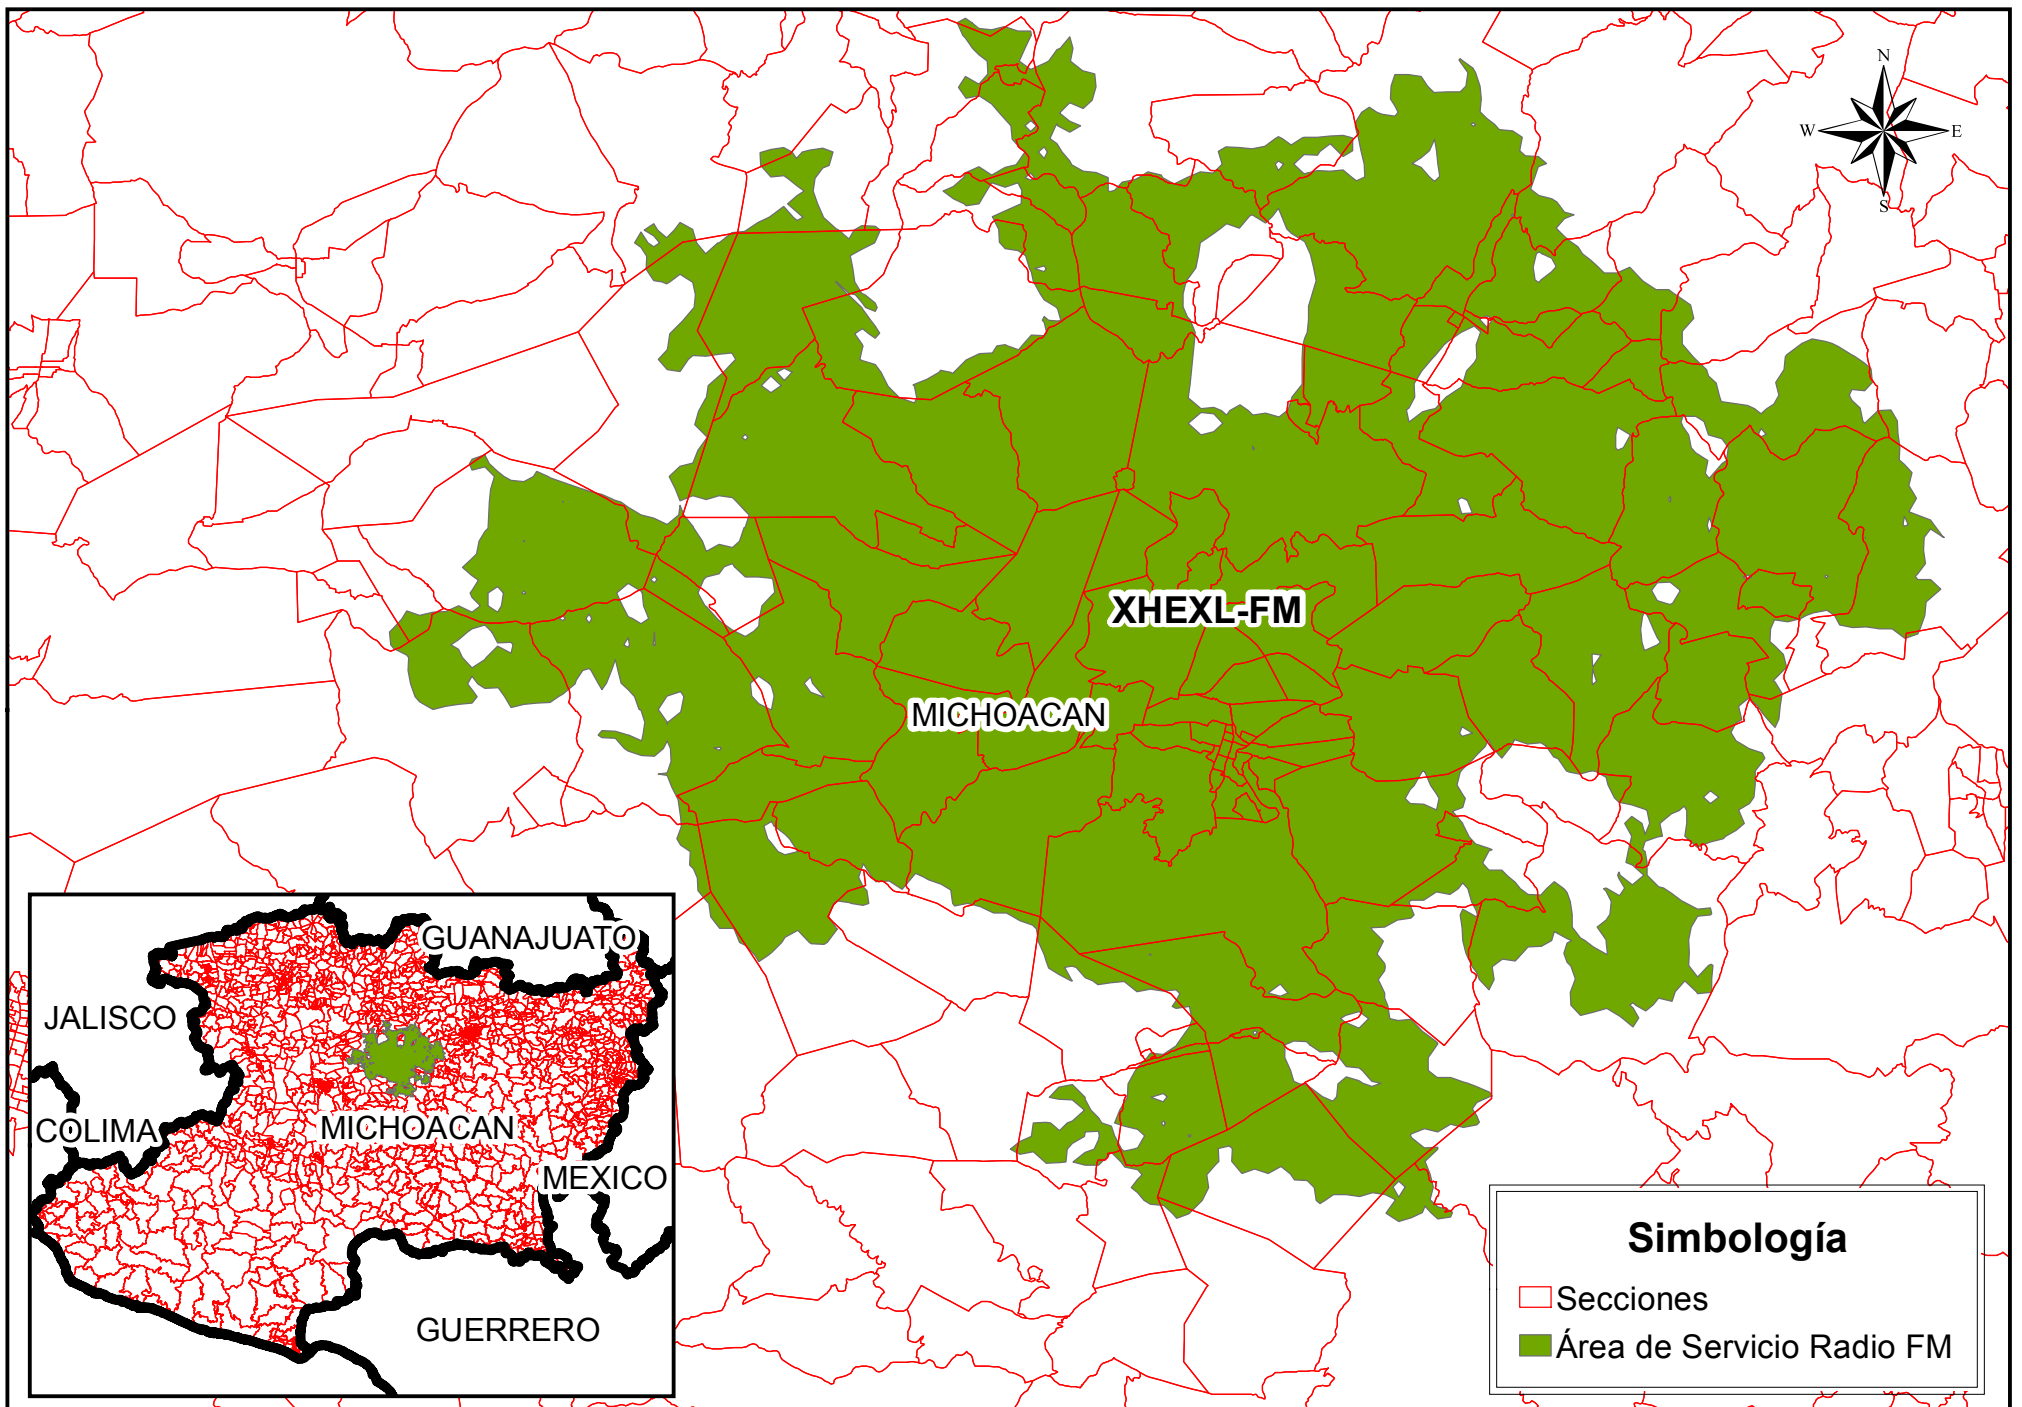 N
W
E
S
XHEXL-FM
MICHOACAN
GUANAJUATO
JALISCO
COLIMA
MICHOACAN
MEXICO
GUERRERO
Simbología
Secciones
Área de Servicio Radio FM